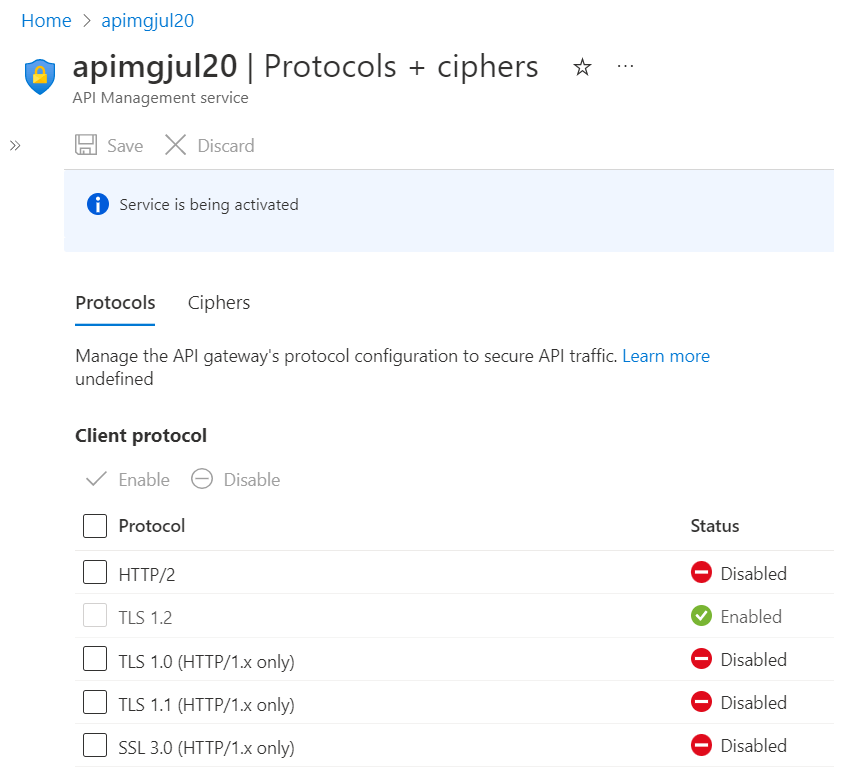 Home > apimgjul20
apimgjul20 | Protocols + ciphers
API Management service
Save Discard
Service is being activated
Protocols Ciphers
Manage the API gateway's protocol configuration to secure API traffic. Learn more
undefined
Client protocol
Enable Disable
Protocol Status
HTTP/2 Disabled
TLS 1.2 Enabled
TLS 1.0 (HTTP/1.x only) Disabled
TLS 1.1 (HTTP/1.x only) Disabled
SSL 3.0 (HTTP/1.x only) Disabled